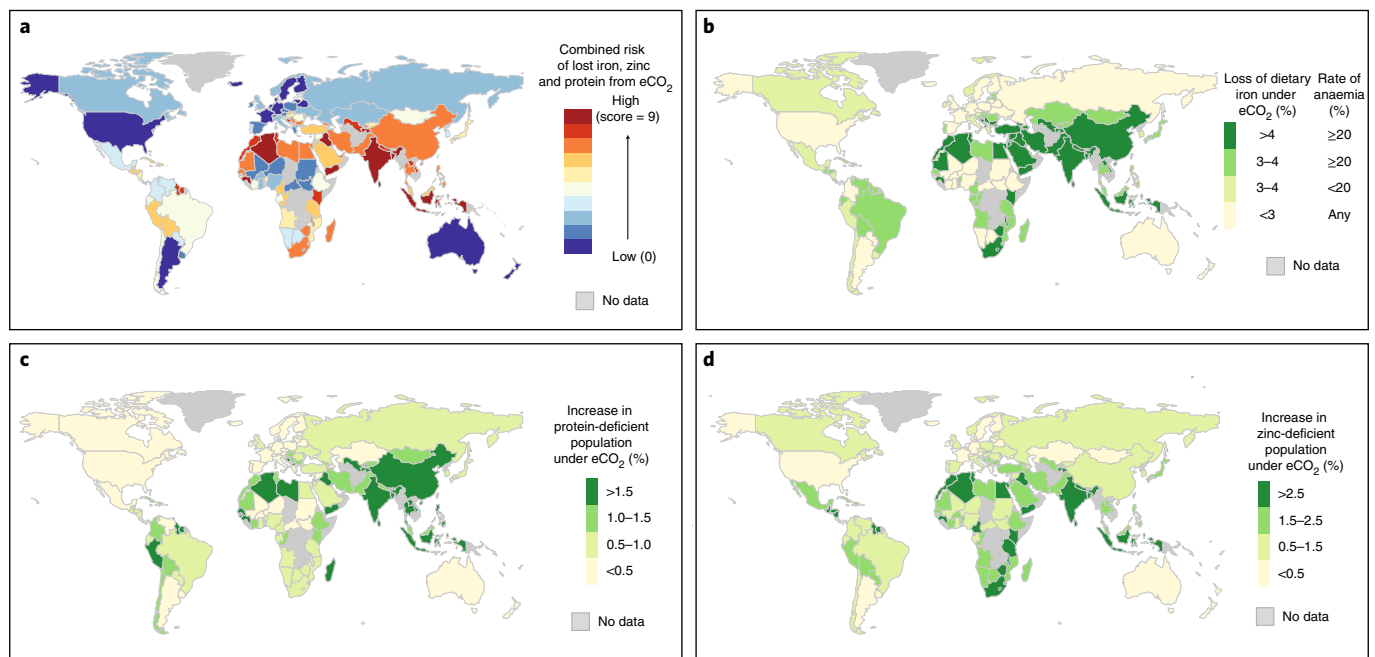 a
Combined risk
of lost iron, zinc
and protein from eCO2
High
(score = 9)
Low (0)
No data
b
Loss of dietary
iron under
eCO2 (%)
Rate of
anaemia
(%)
>4 ≥20
3–4 ≥20
3–4 <20
<3 Any
No data
c
Increase in
protein-deficient
population
under eCO2 (%)
>1.5
1.0–1.5
0.5–1.0
<0.5
No data
d
Increase in
zinc-deficient
population
under eCO2 (%)
>2.5
1.5–2.5
0.5–1.5
<0.5
No data